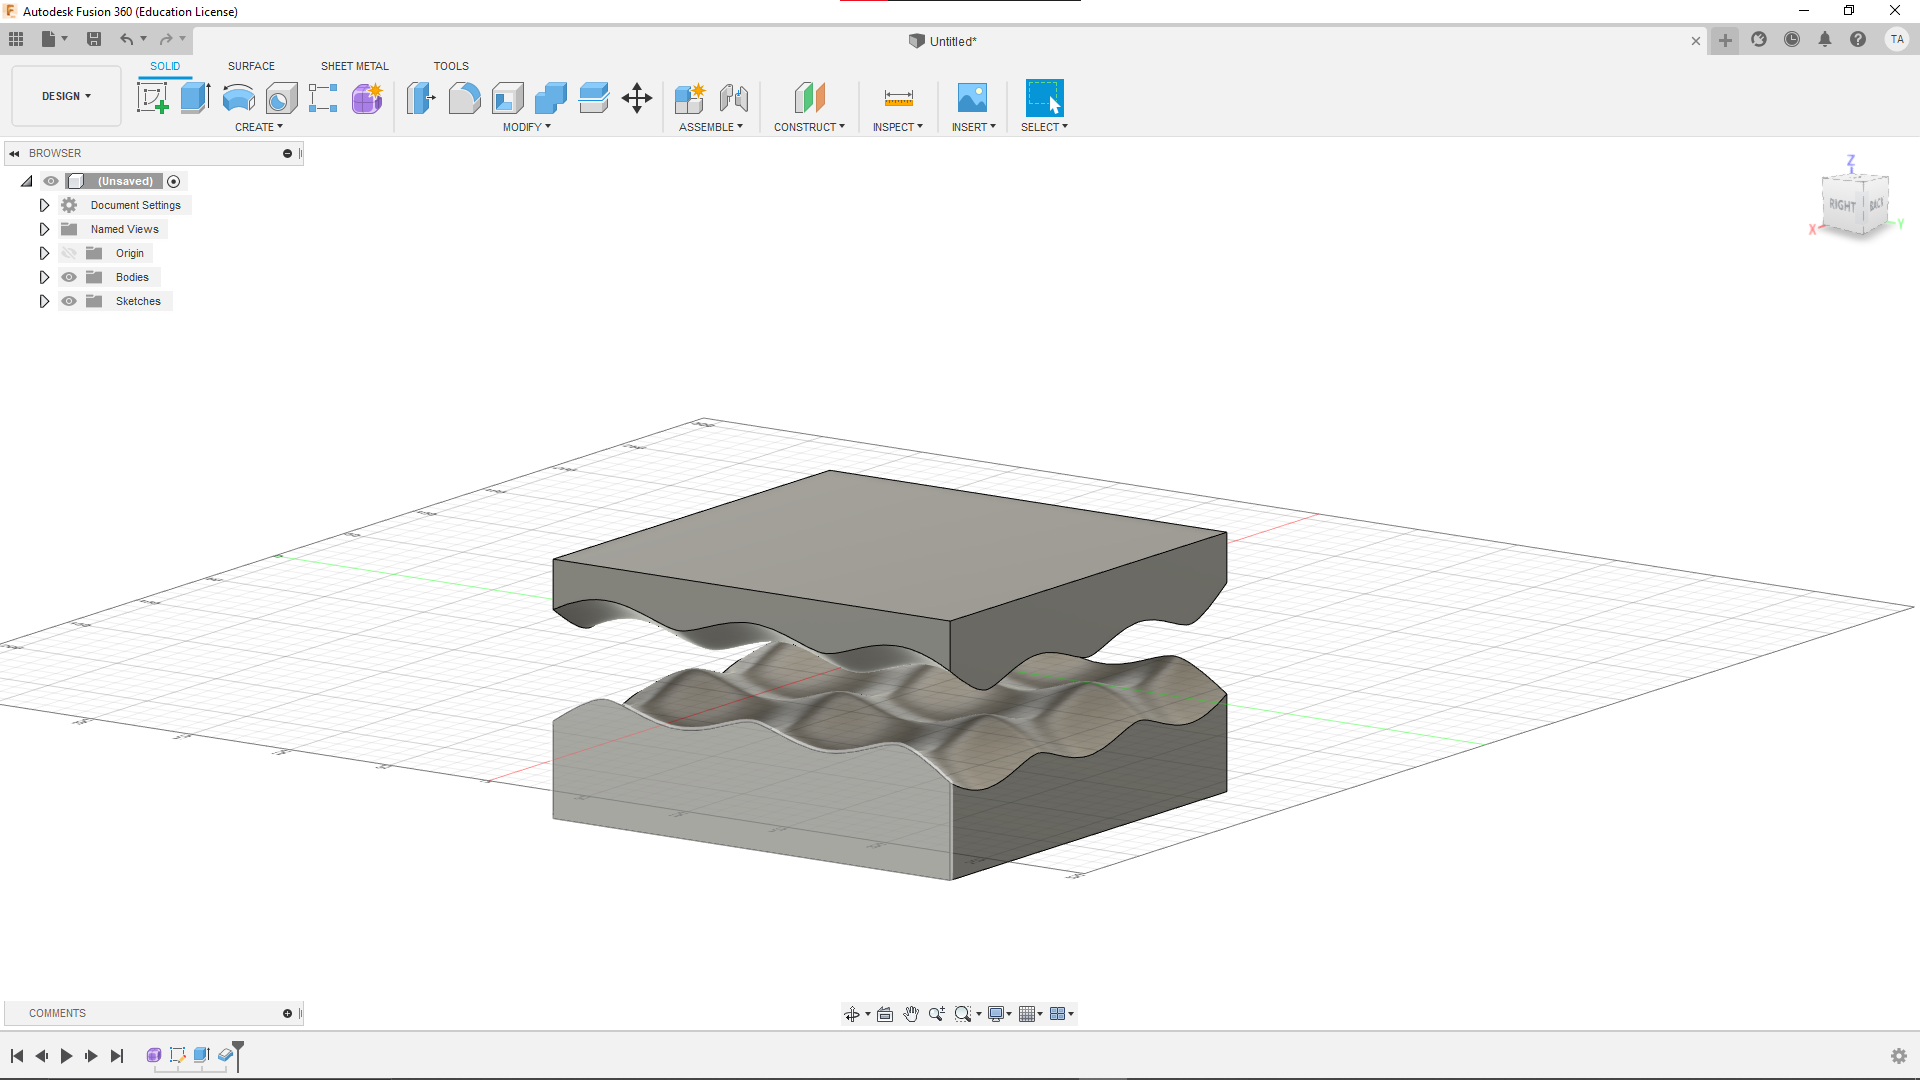 Autodesk Fusion 360 (Education License)
Untitled*
TA
DESIGN
SOLID
SURFACE
SHEET METAL
TOOLS
CREATE
MODIFY
ASSEMBLE
CONSTRUCT
INSPECT
INSERT
SELECT
BROWSER
(Unsaved)
Document Settings
Named Views
Origin
Bodies
Sketches
Z
RIGHT
BACK
X
Y
COMMENTS